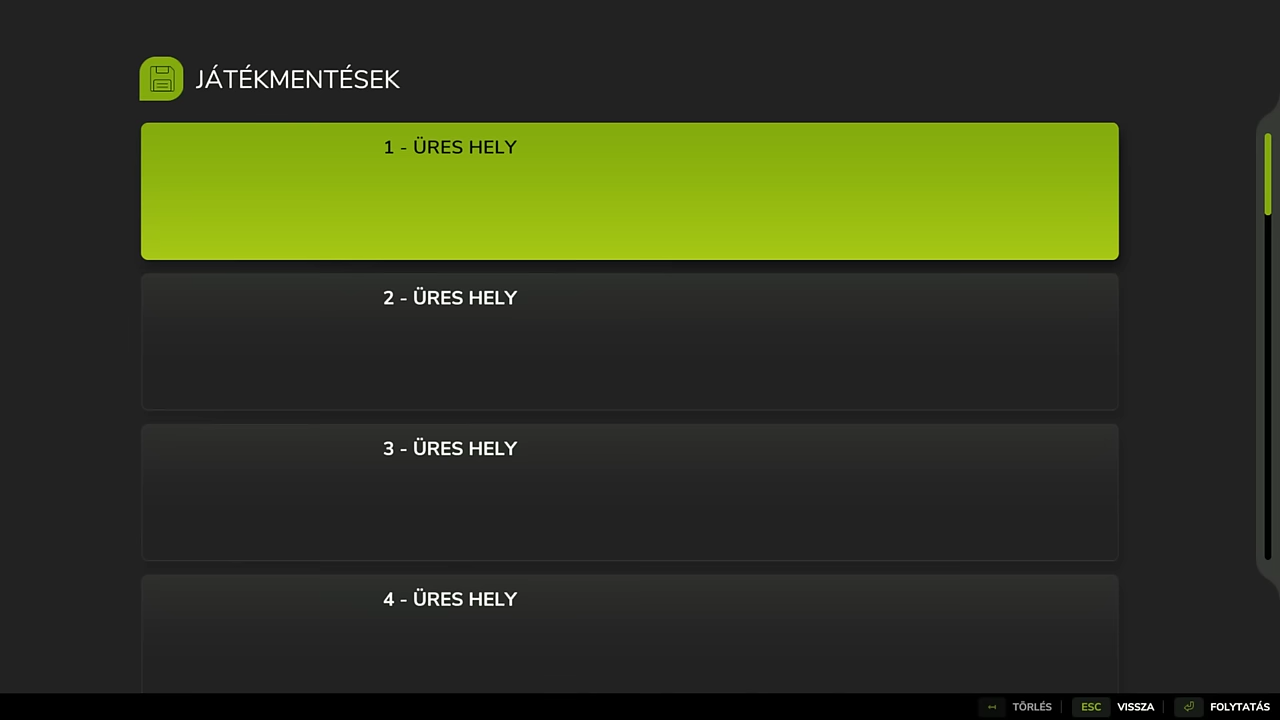 JÁTÉKMENTÉSEK
1 - ÜRES HELY
2 - ÜRES HELY
3 - ÜRES HELY
4 - ÜRES HELY
TÖRLÉS ESC VISSZA FOLYTATÁS